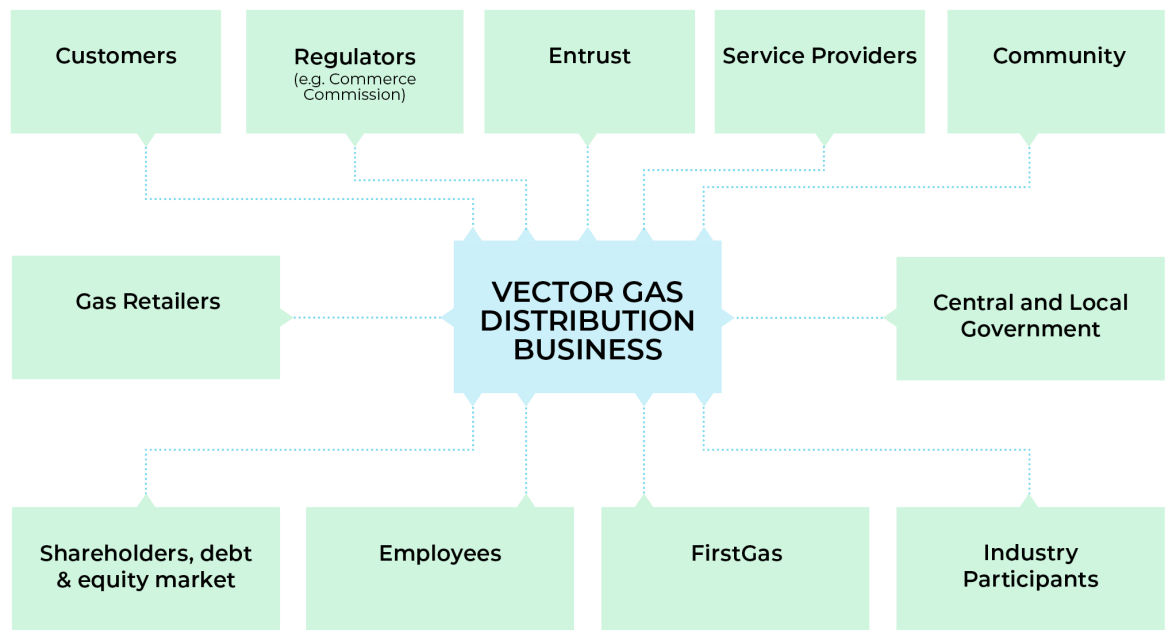 Customers
Regulators
(e.g. Commerce
Commission)
Entrust
Service Providers
Community
Gas Retailers
VECTOR GAS
DISTRIBUTION
BUSINESS
Central and Local
Government
Shareholders, debt
& equity market
Employees
FirstGas
Industry
Participants